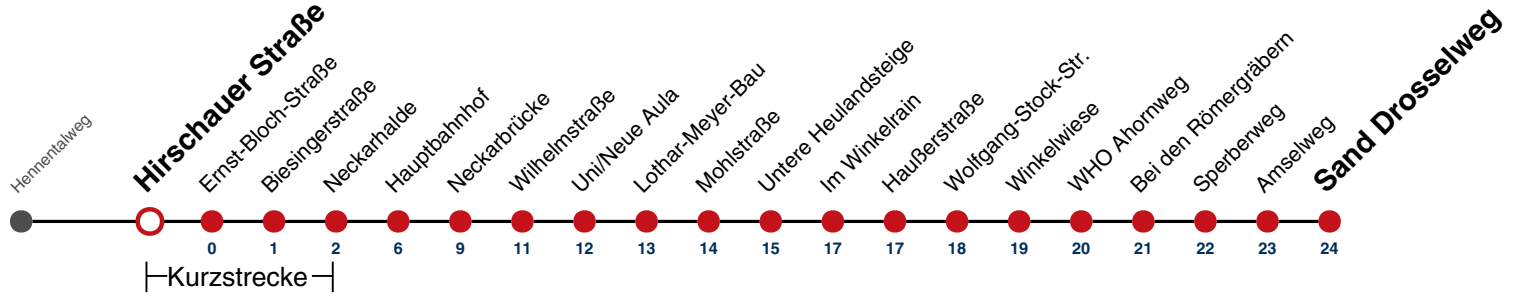 Hennentalweg
Hirschauer Straße
Ernst-Bloch-Straße
Biesingerstraße
Neckarhalde
Hauptbahnhof
Neckarbrücke
Wilhelmstraße
Uni/Neue Aula
Lothar-Meyer-Bau
Mohlstraße
Untere Heulandsteige
Im Winkelrain
Haußerstraße
Wolfgang-Stock-Str.
Winkelwiese
WHO Ahornweg
Bei den Römergräbern
Sperberweg
Amselweg
Sand Drosselweg
0 1 2 6 9 11 12 13 14 15 17 17 18 19 20 21 22 23 24
Kurzstrecke